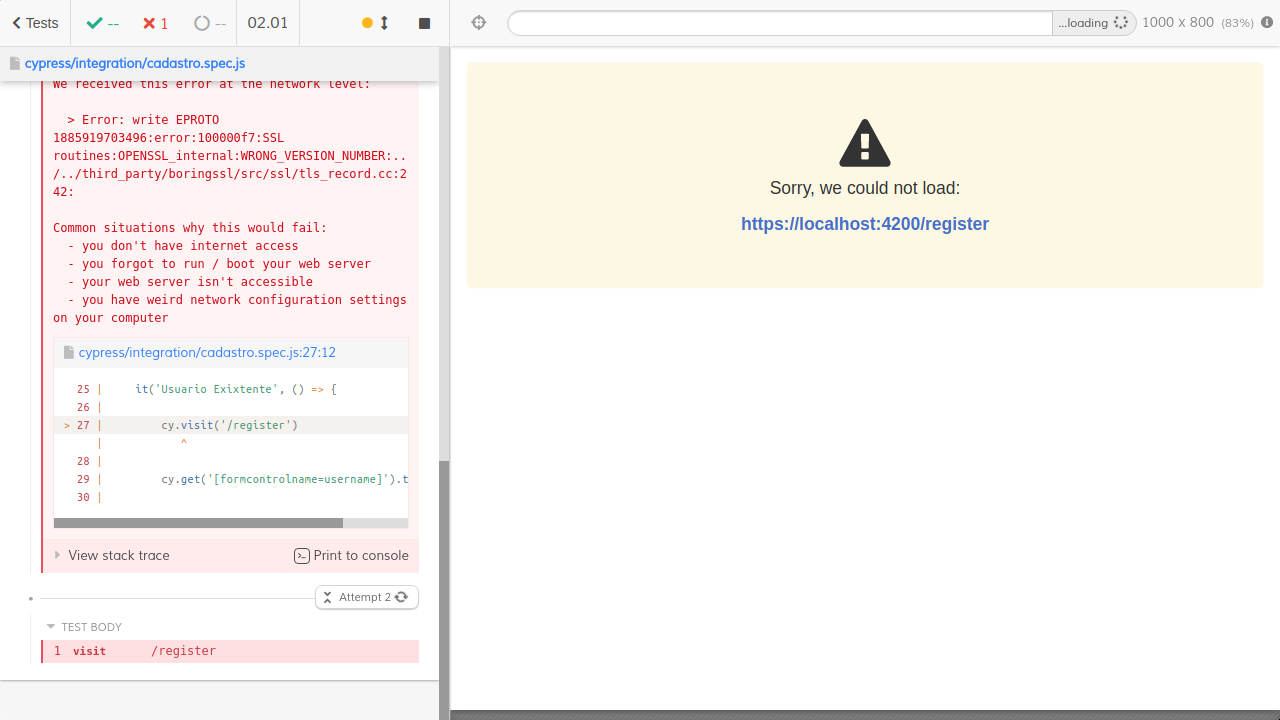 Tests
--
1
--
02.01
...loading
1000 x 800 (83%)
cypress/integration/cadastro.spec.js
We received this error at the network level:
> Error: write EPROTO
1885919703496:error:100000f7:SSL
routines:OPENSSL_internal:WRONG_VERSION_NUMBER:..
/../third_party/boringssl/src/ssl/tls_record.cc:2
42:
Common situations why this would fail:
- you don't have internet access
- you forgot to run / boot your web server
- your web server isn't accessible
- you have weird network configuration settings
on your computer
cypress/integration/cadastro.spec.js:27:12
25 | it('Usuario Exixtente', () => {
26 |
> 27 | cy.visit('/register')
| ^
28 |
29 | cy.get('[formcontrolname=username]').t
30 |
View stack trace
Print to console
Attempt 2
TEST BODY
1 visit /register
Sorry, we could not load:
https://localhost:4200/register